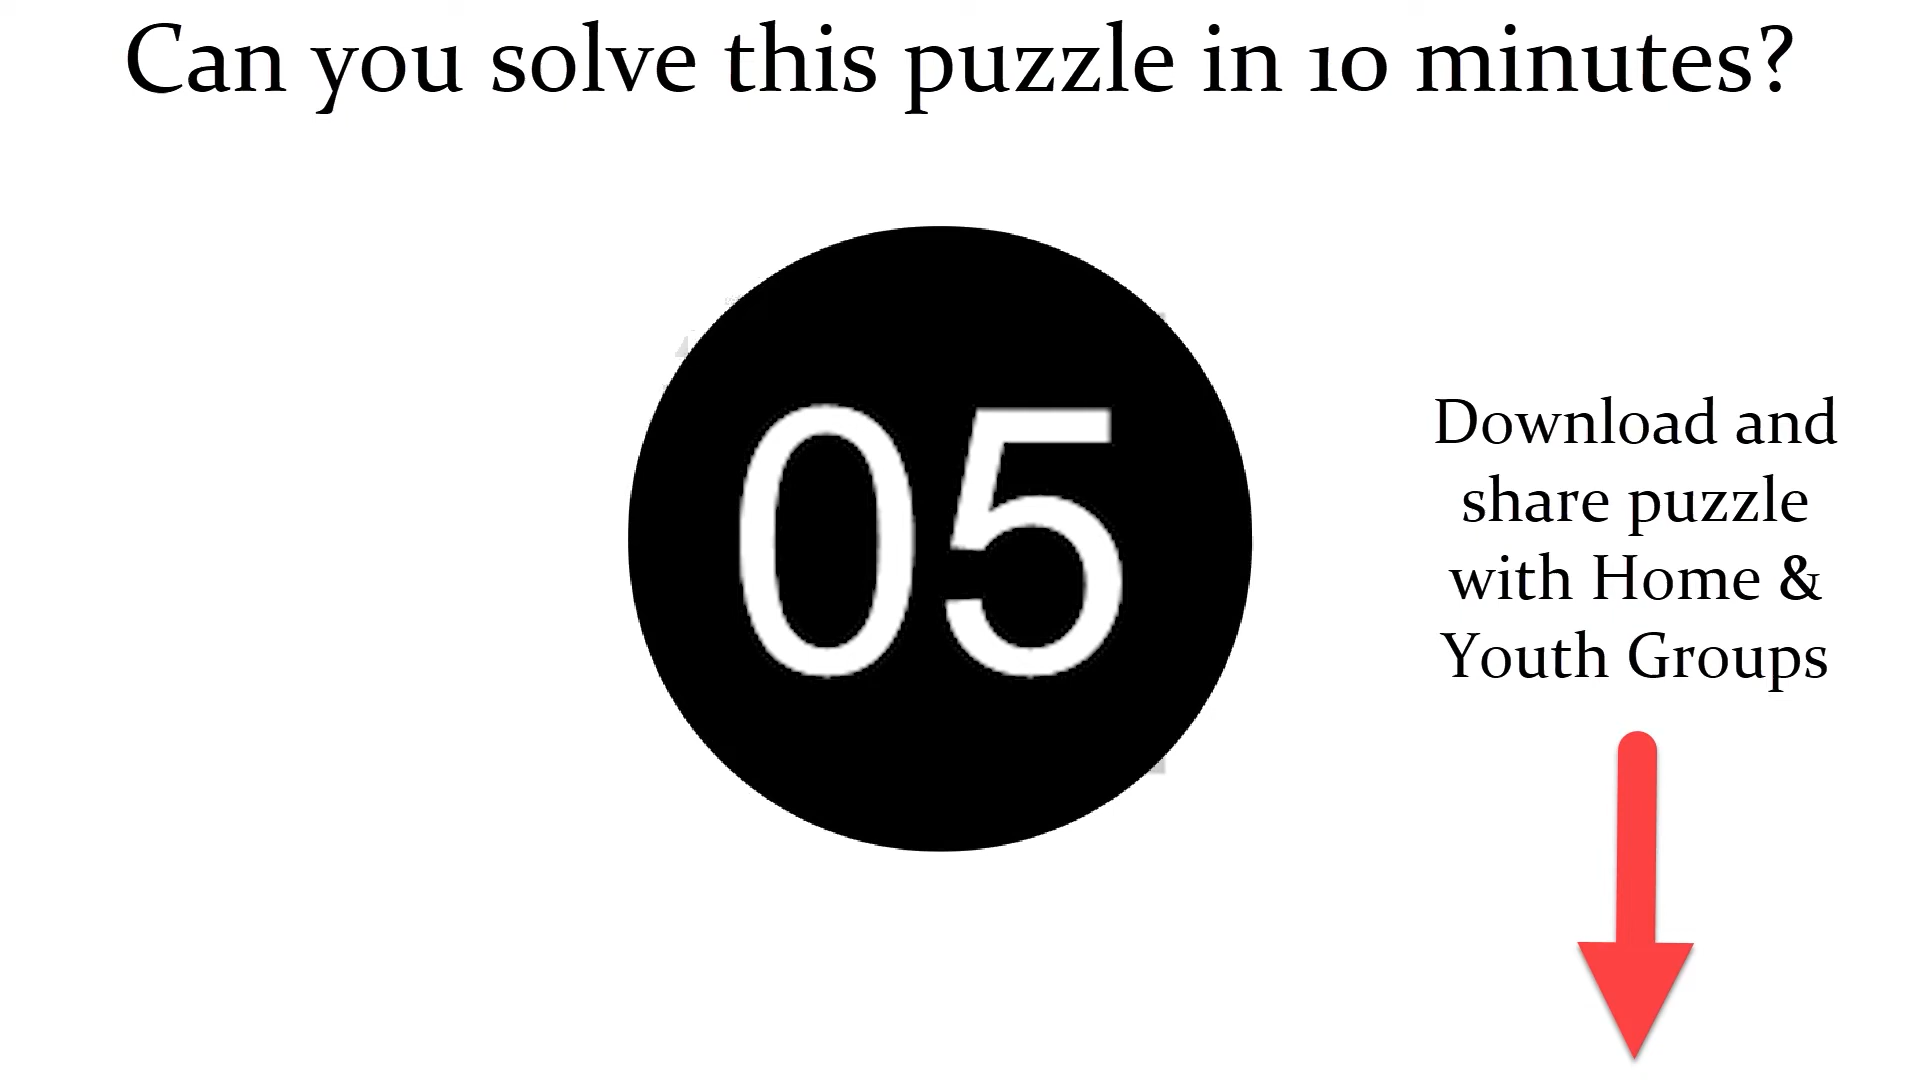 Can you solve this puzzle in 10 minutes?
05
Download and
share puzzle
with Home &
Youth Groups